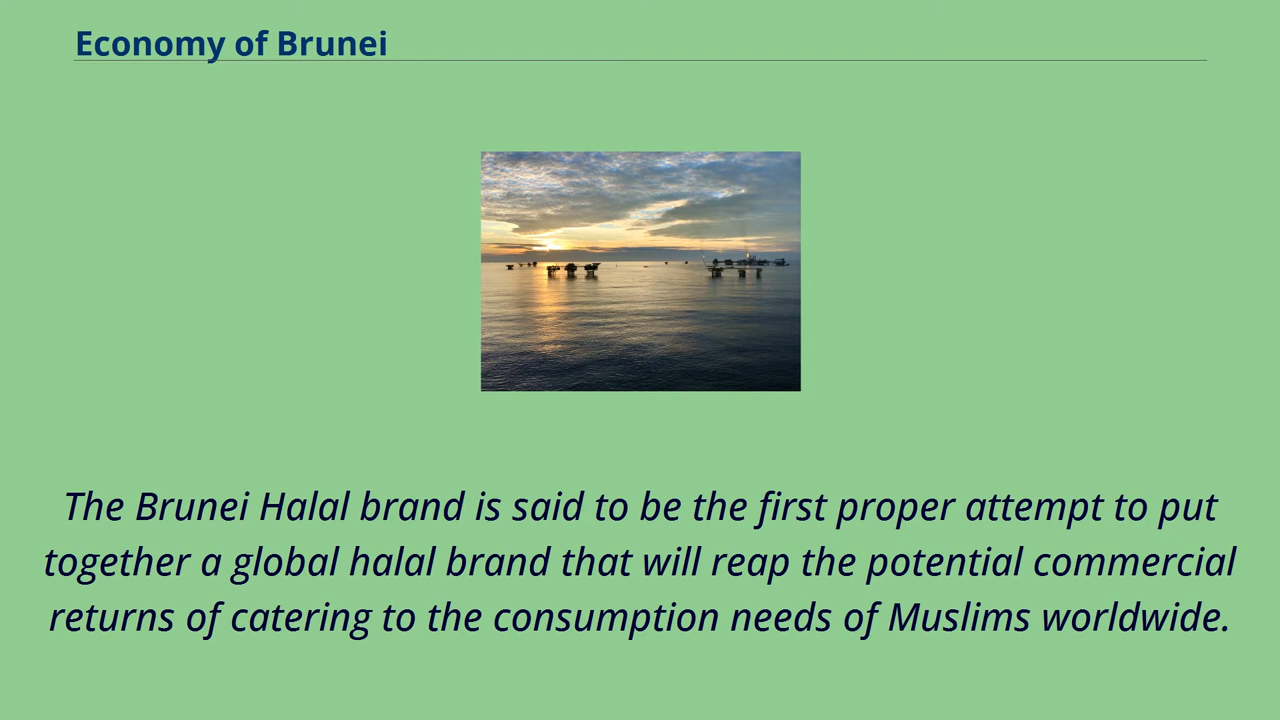 Economy of Brunei
The Brunei Halal brand is said to be the first proper attempt to put
together a global halal brand that will reap the potential commercial
returns of catering to the consumption needs of Muslims worldwide.